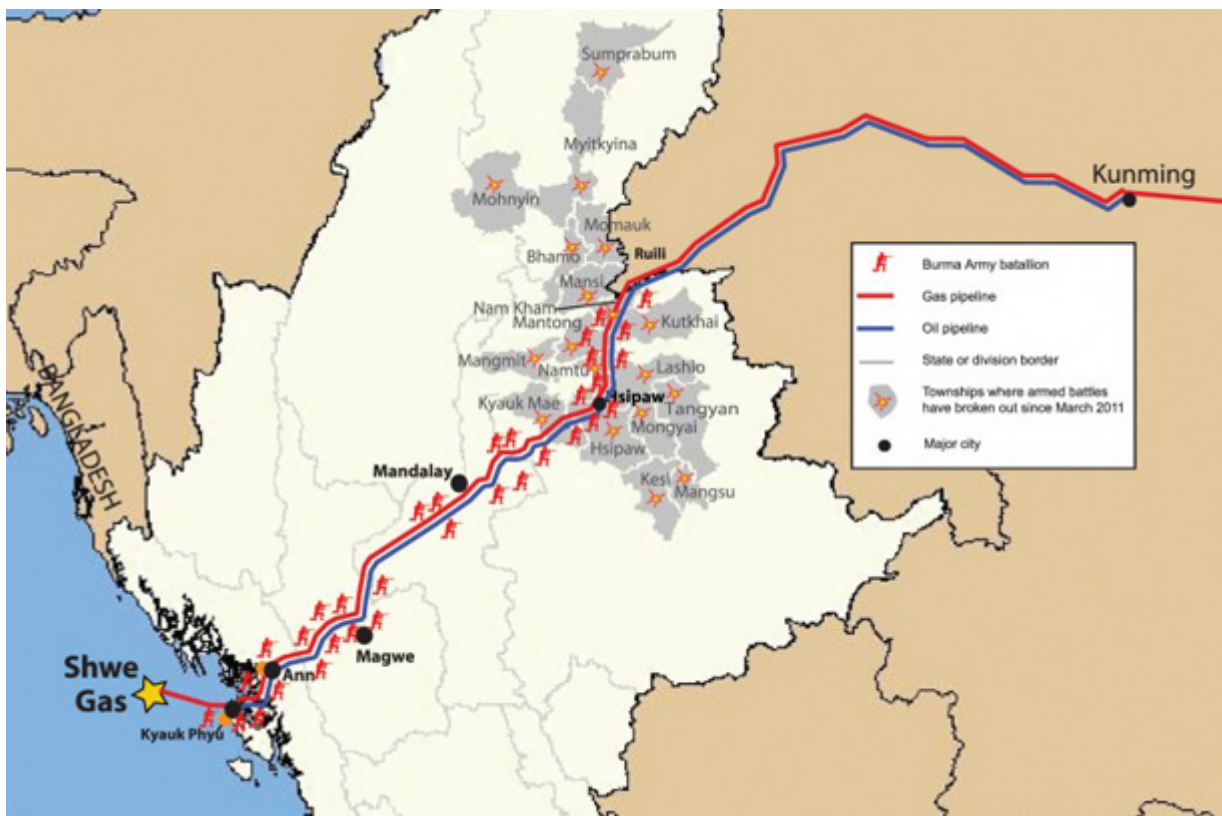 Sumprabum
Myitkyina
Mohnyin
Momauk
Bhamo
Ruili
Mansi
Nam Khame
Mantong
Kutkhai
Mangmit
Namtu
Lashio
Kyauk Mae
Hsipaw
Tangyan
Mongyai
Hsipaw
Kesi
Mangsu
Mandalay
Magwe
Ann
Shwe
Gas
Kyauk Phyu
BANGKADESH
Kunming
Burma Army batallion
Gas pipeline
Oil pipeline
State or division border
Townships where armed battles
have broken out since March 2011
Major city